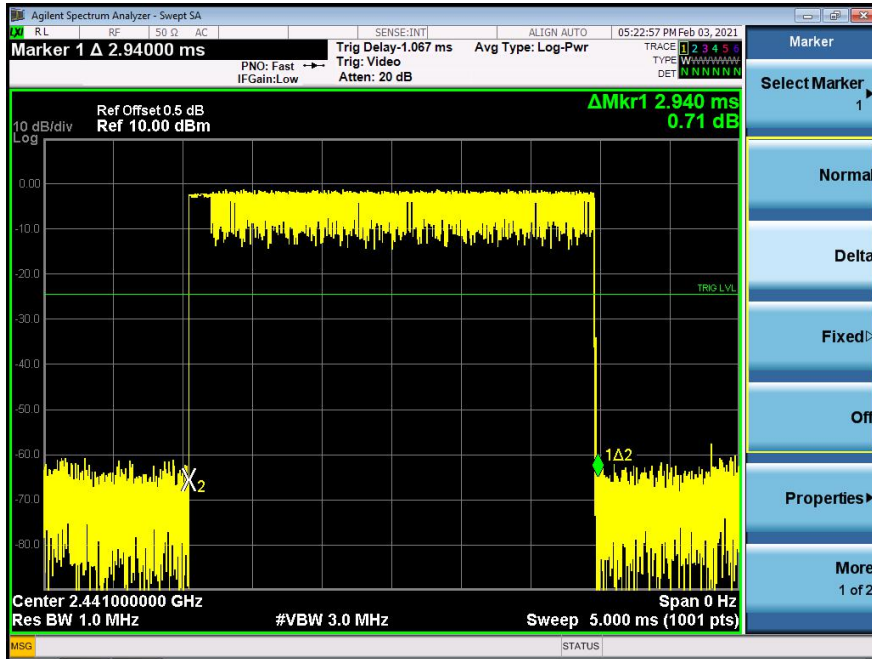 Agilent Spectrum Analyzer - Swept SA
LXI RL RF 50 Ω AC SENSE:INT ALIGN AUTO 05:22:57 PM Feb 03, 2021
Marker 1 Δ 2.94000 ms
PNO: Fast
IFGain:Low
Trig Delay-1.067 ms
Trig: Video
Atten: 20 dB
Avg Type: Log-Pwr
TRACE 1 2 3 4 5 6
TYPE WWWWWW
DET N N N N N N
ΔMkr1 2.940 ms
0.71 dB
Ref Offset 0.5 dB
10 dB/div Ref 10.00 dBm
Log
0.00
-10.0
-20.0
TRIG LVL
-30.0
-40.0
-50.0
-60.0
1Δ2
X2
-70.0
-80.0
Center 2.441000000 GHz Span 0 Hz
Res BW 1.0 MHz #VBW 3.0 MHz Sweep 5.000 ms (1001 pts)
MSG STATUS
Marker
Select Marker
1
Normal
Delta
Fixed
Off
Properties
More
1 of 2